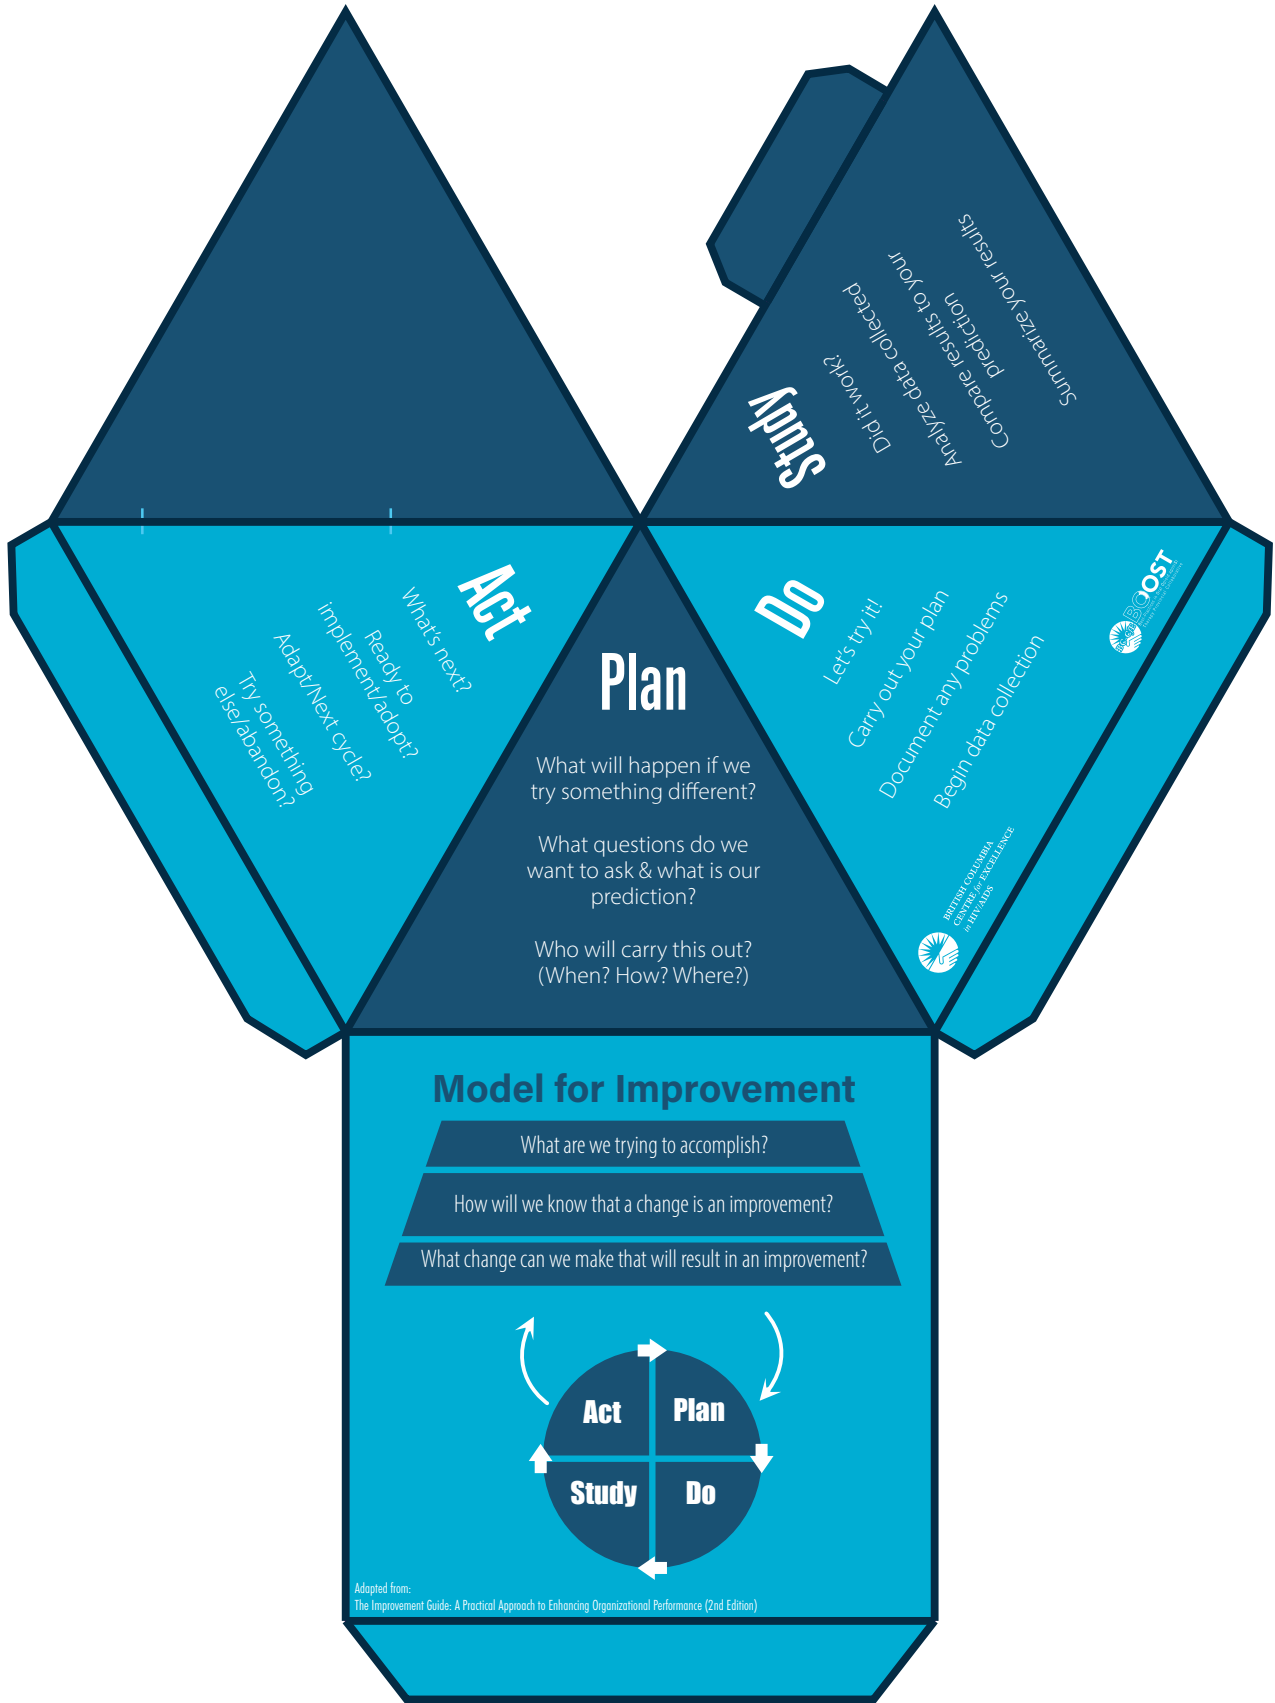 Study
Did it work?
Analyze data collected
Compare results to your
prediction
Summarize your results
Act
What's next?
Ready to
implement/adopt?
Adapt/Next cycle?
Try something
else/abandon?
Plan
What will happen if we
try something different?
What questions do we
want to ask & what is our
prediction?
Who will carry this out?
(When? How? Where?)
Do
Let's try it!
Carry out your plan
Document any problems
Begin data collection
BOOST
BRITISH COLUMBIA
CENTRE for EXCELLENCE
in HIV/AIDS
Model for Improvement
What are we trying to accomplish?
How will we know that a change is an improvement?
What change can we make that will result in an improvement?
Act
Plan
Study
Do
Adapted from:
The Improvement Guide: A Practical Approach to Enhancing Organizational Performance (2nd Edition)